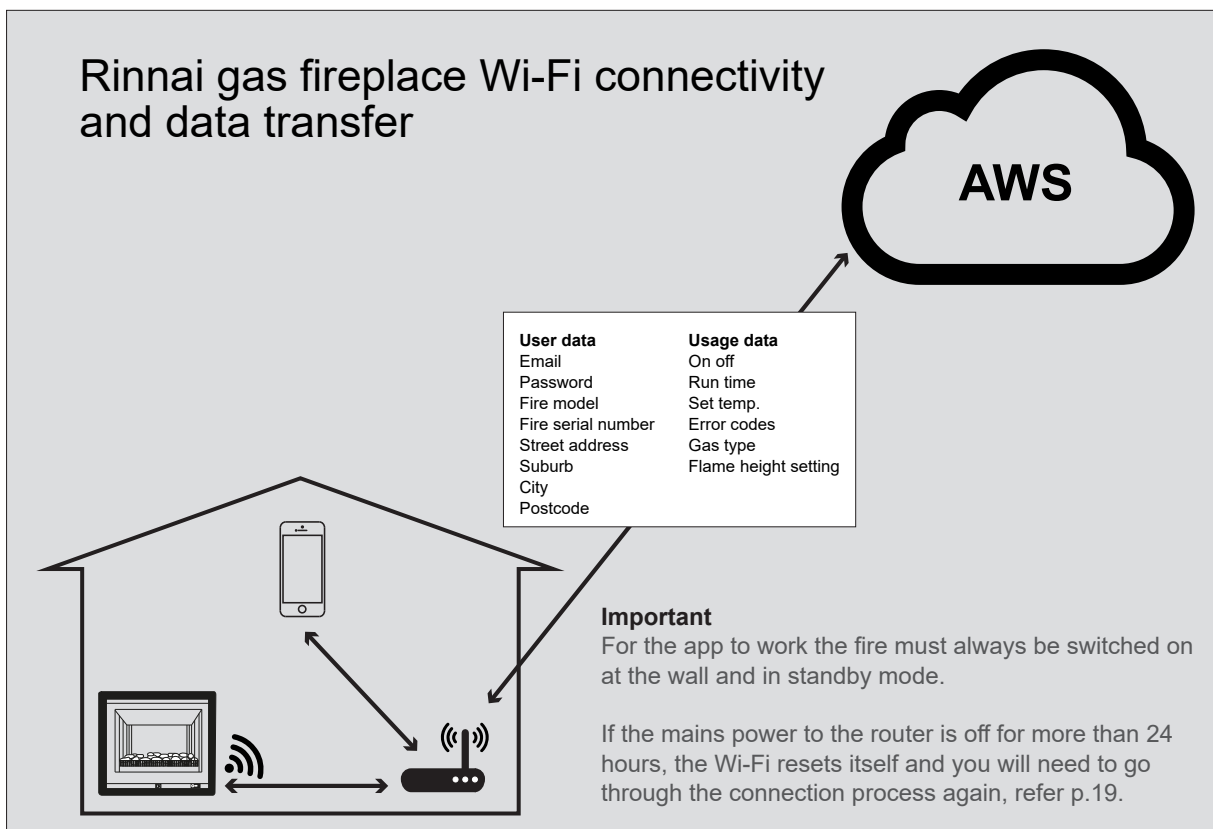 Rinnai gas fireplace Wi-Fi connectivity
and data transfer
AWS
User data
Email
Password
Fire model
Fire serial number
Street address
Suburb
City
Postcode
Usage data
On off
Run time
Set temp.
Error codes
Gas type
Flame height setting
Important
For the app to work the fire must always be switched on
at the wall and in standby mode.
If the mains power to the router is off for more than 24
hours, the Wi-Fi resets itself and you will need to go
through the connection process again, refer p.19.